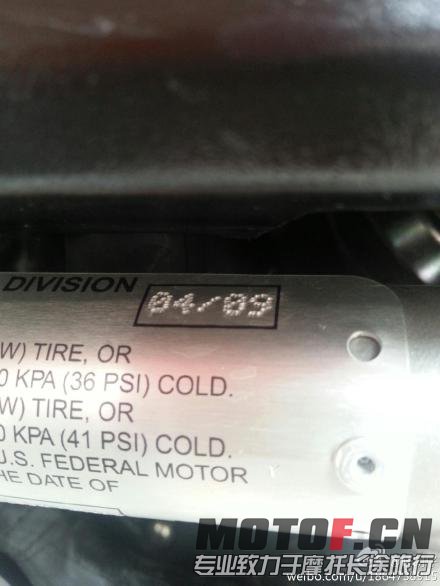 DIVISION 04/09
W) TIRE, OR
0 KPA (36 PSI) COLD.
W) TIRE, OR
0 KPA (41 PSI) COLD.
U.S. FEDERAL MOTOR
HE DATE OF
MOTOF.CN
专业致力于摩托长途旅行